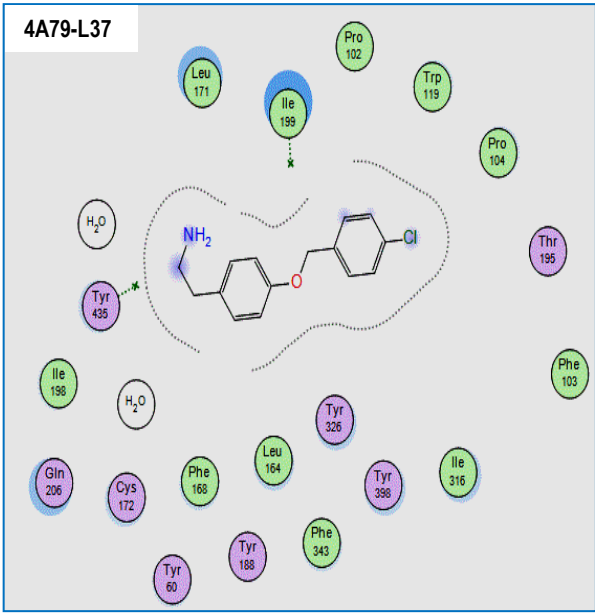 4A79-L37
Pro
102
Leu
171
Ile
199
Trp
119
Pro
104
H₂O
NH₂
Cl
Thr
195
Tyr
435
O
Phe
103
Ile
198
H₂O
Tyr
326
Gln
206
Cys
172
Phe
168
Leu
164
Tyr
398
Ile
316
Tyr
60
Tyr
188
Phe
343